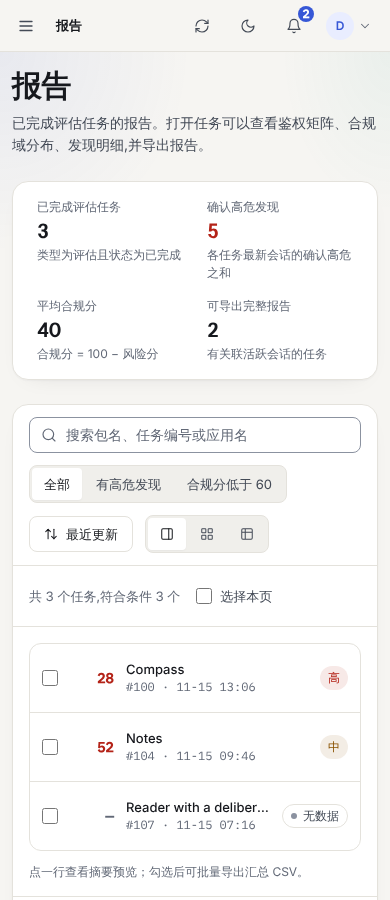 报告
2
D
报告
已完成评估任务的报告。打开任务可以查看鉴权矩阵、合规
域分布、发现明细,并导出报告。
已完成评估任务
3
类型为评估且状态为已完成
确认高危发现
5
各任务最新会话的确认高危
之和
平均合规分
40
合规分 = 100 − 风险分
可导出完整报告
2
有关联活跃会话的任务
搜索包名、任务编号或应用名
全部
有高危发现
合规分低于 60
最近更新
共 3 个任务,符合条件 3 个
选择本页
28
Compass
#100 · 11-15 13:06
高
52
Notes
#104 · 11-15 09:46
中
—
Reader with a deliber...
#107 · 11-15 07:16
无数据
点一行查看摘要预览；勾选后可批量导出汇总 CSV。